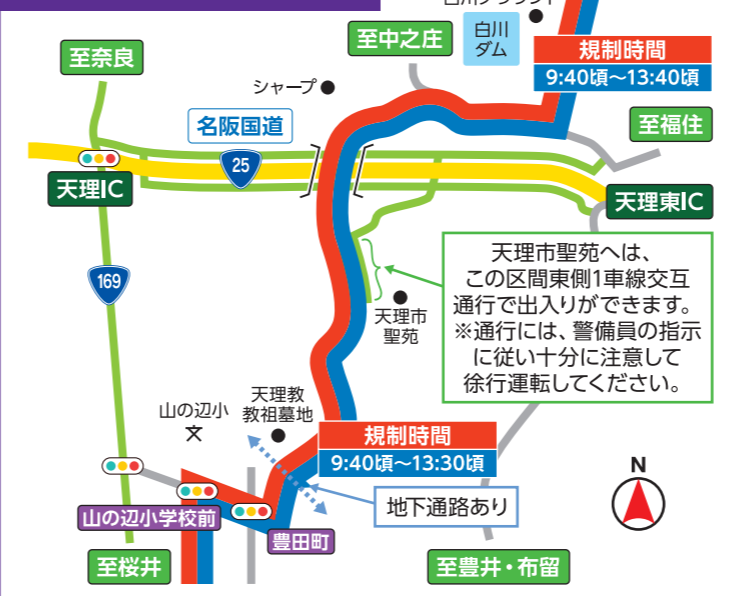 至中之庄
白川
ダム
規制時間
9:40頃〜13:40頃
至奈良
シャープ
名阪国道
25
至福住
天理IC
天理東IC
天理市聖苑へは、
この区間東側1車線交互
通行で出入りができます。
※通行には、警備員の指示
に従い十分に注意して
徐行運転してください。
169
天理市
聖苑
山の辺小
文
天理教
教祖墓地
規制時間
9:40頃〜13:30頃
地下通路あり
N
山の辺小学校前
豊田町
至桜井
至豊井・布留